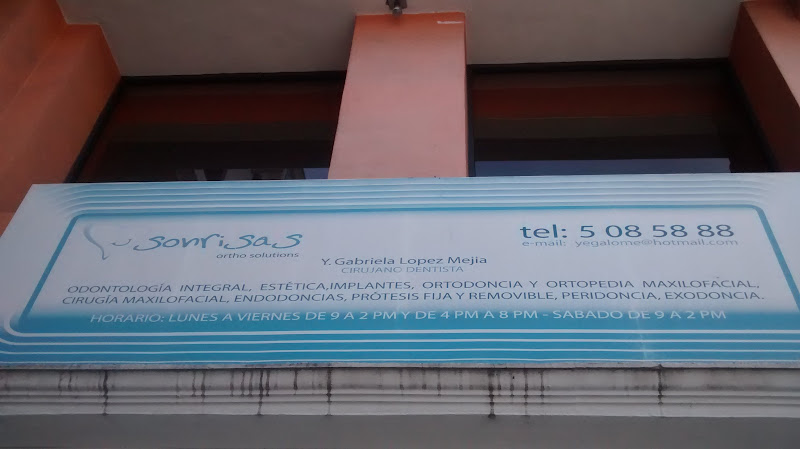 sonrisas
ortho solutions
tel: 5 08 58 88
e-mail: yegalome@hotmail.com
Y. Gabriela Lopez Mejia
CIRUJANO DENTISTA
ODONTOLOGÍA INTEGRAL, ESTÉTICA,IMPLANTES, ORTODONCIA Y ORTOPEDIA MAXILOFACIAL,
CIRUGÍA MAXILOFACIAL, ENDODONCIAS, PRÓTESIS FIJA Y REMOVIBLE, PERIDONCIA, EXODONCIA.
HORARIO: LUNES A VIERNES DE 9 A 2 PM Y DE 4 PM A 8 PM - SABADO DE 9 A 2 PM